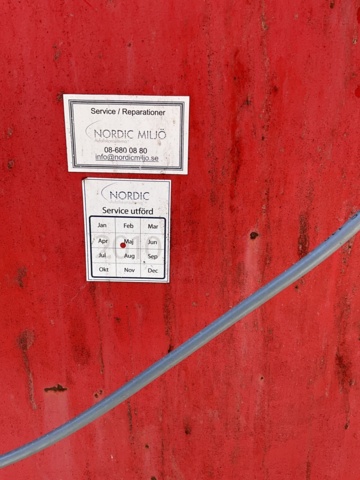 Service / Reparationer
NORDIC MILJÖ
08-680 08 80
info@nordicmiljo.se
NORDIC
Service utförd
Jan Feb Mar
Apr Maj Jun
Jul Aug Sep
Okt Nov Dec